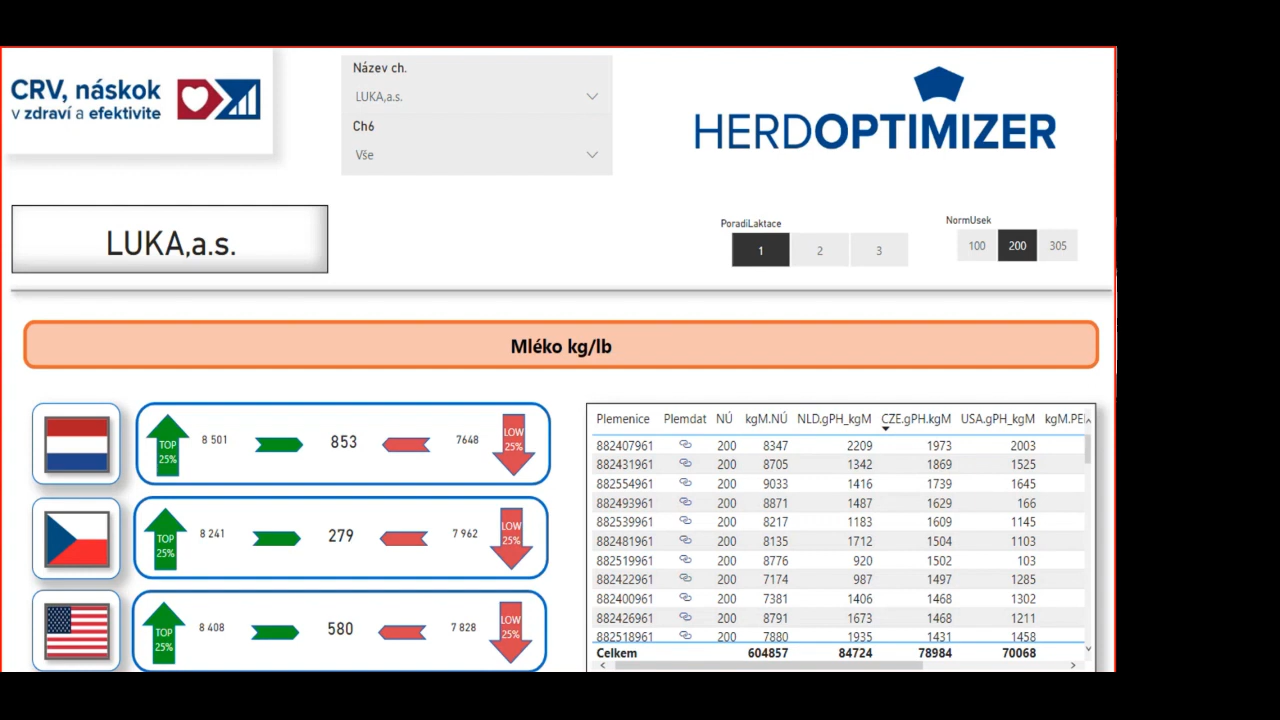 CRV, náskok
v zdraví a efektivite
Název ch.
LUKA,a.s.
Ch6
Vše
HERDOPTIMIZER
LUKA,a.s.
PoradiLaktace
1 2 3
NormUsek
100 200 305
Mléko kg/lb
TOP 25% 8 501 853 7648 LOW 25%
TOP 25% 8 241 279 7 962 LOW 25%
TOP 25% 8 408 580 7 828 LOW 25%
Plemenice Plemdat NÚ kgM.NÚ NLD.gPH_kgM CZE.gPH.kgM USA.gPH_kgM
882407961 200 8347 2209 1973 2003
882431961 200 8705 1342 1869 1525
882554961 200 9033 1416 1739 1645
882493961 200 8871 1487 1629 166
882539961 200 8217 1183 1609 1145
882481961 200 8135 1712 1504 1103
882519961 200 8776 920 1502 103
882422961 200 7174 987 1497 1285
882400961 200 7381 1406 1468 1302
882426961 200 8791 1673 1468 1211
882518961 200 7880 1935 1431 1458
Celkem 604857 84724 78984 70068